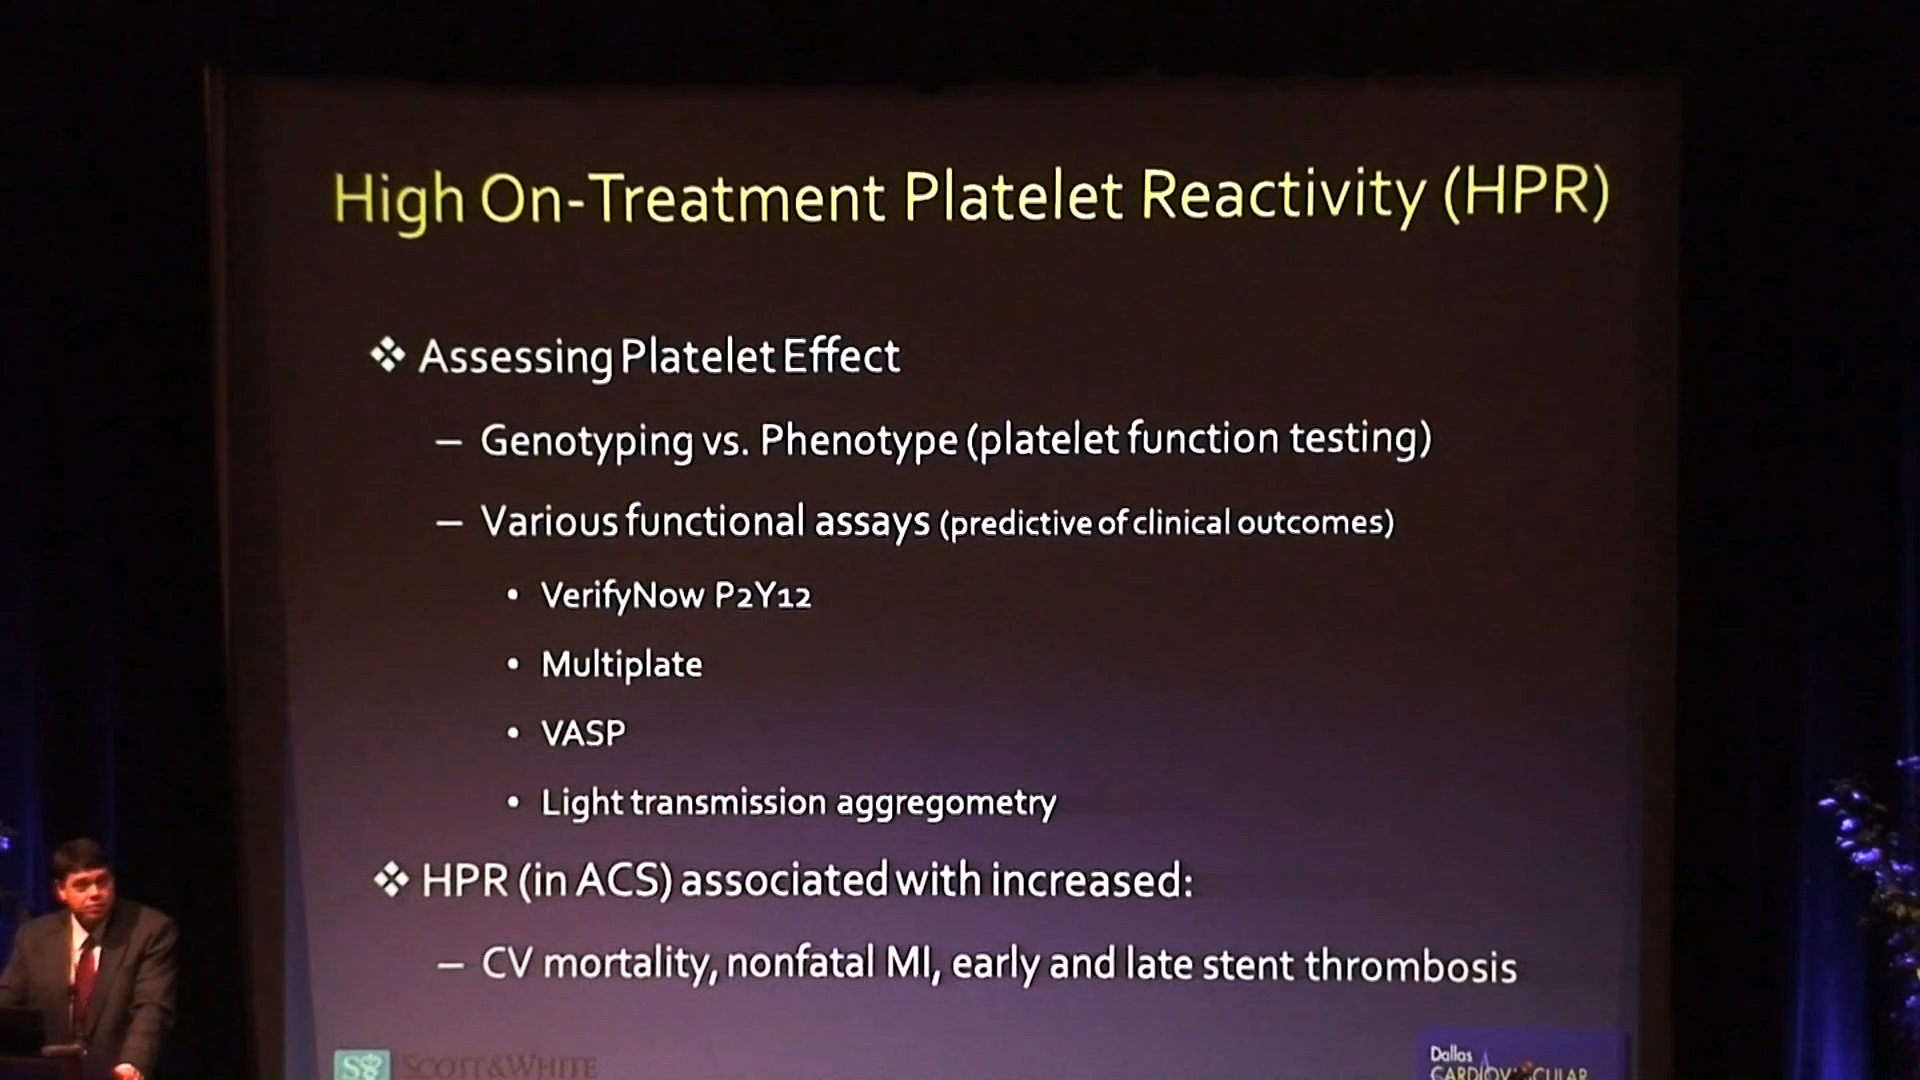 High On-Treatment Platelet Reactivity (HPR)
❖ Assessing Platelet Effect
– Genotyping vs. Phenotype (platelet function testing)
– Various functional assays (predictive of clinical outcomes)
• VerifyNow P2Y12
• Multiplate
• VASP
• Light transmission aggregometry
❖ HPR (in ACS) associated with increased:
– CV mortality, nonfatal MI, early and late stent thrombosis
SCOTT & WHITE
Dallas
CARDIOVASCULAR